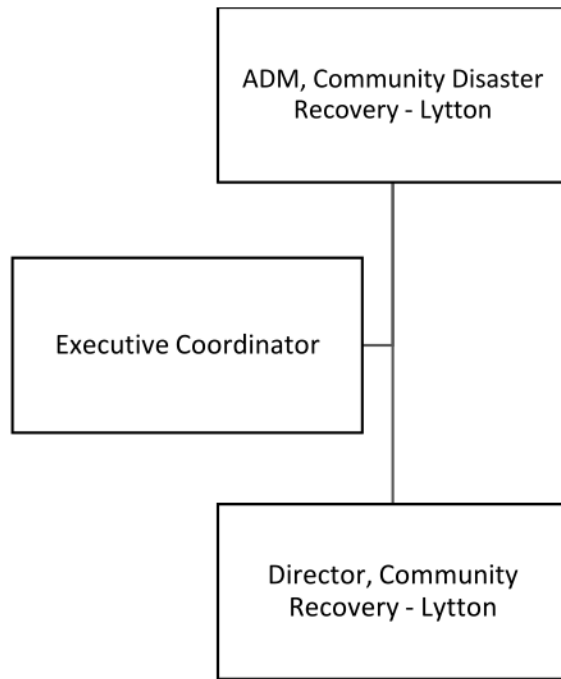 ADM, Community Disaster
Recovery - Lytton
Executive Coordinator
Director, Community
Recovery - Lytton